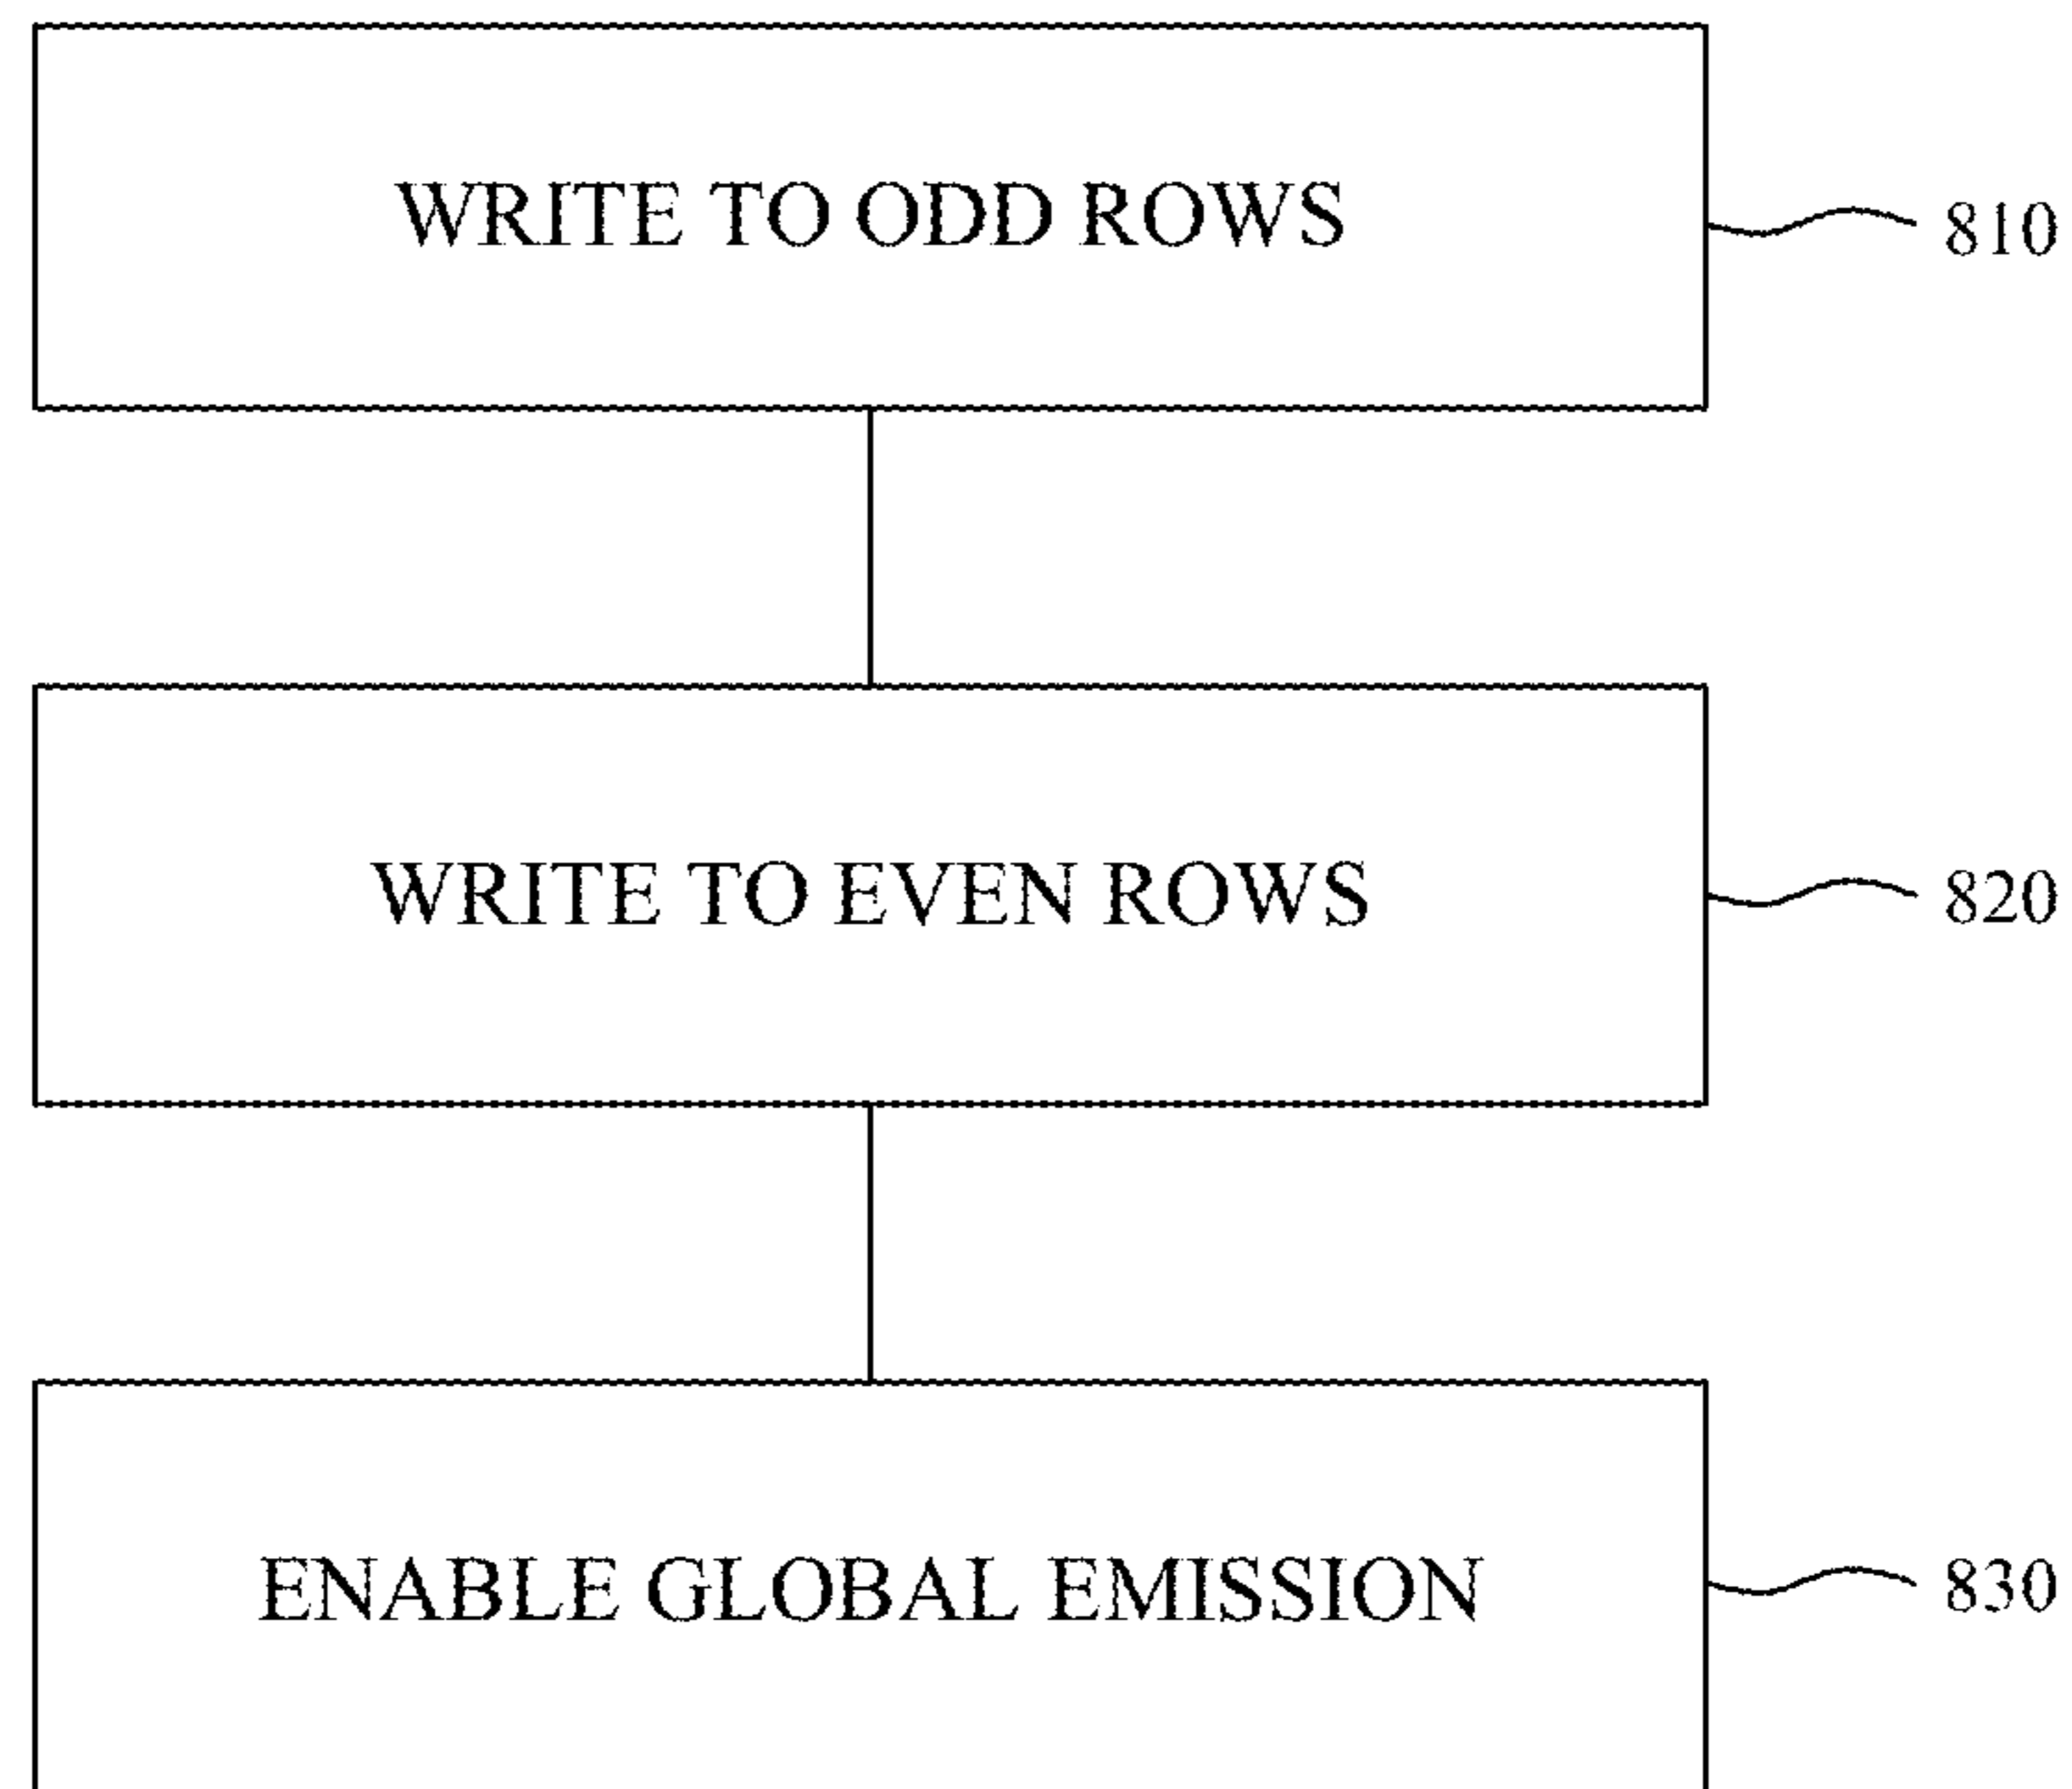 WRITE TO ODD ROWS
810
WRITE TO EVEN ROWS
820
ENABLE GLOBAL EMISSION
830